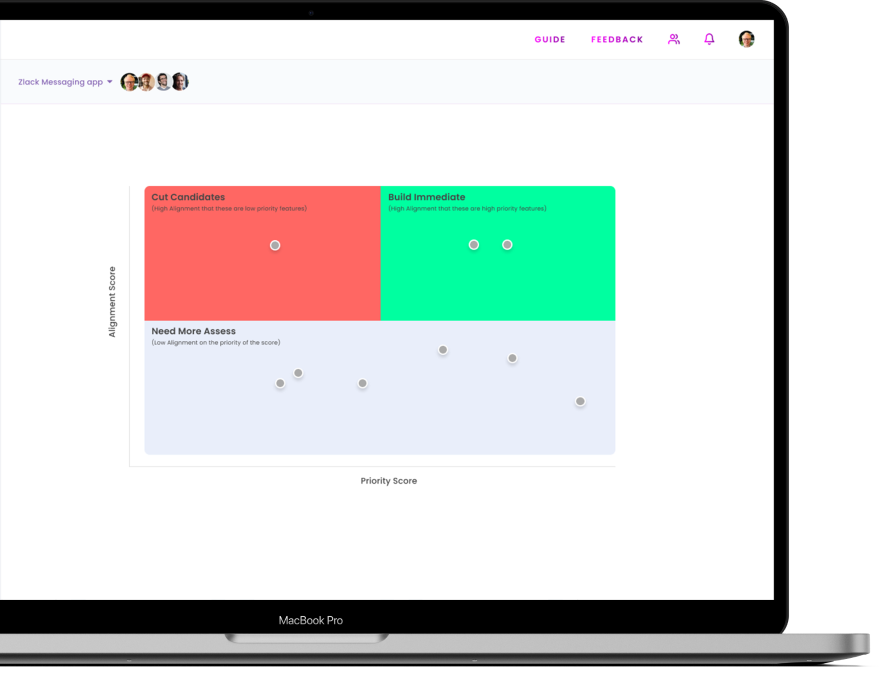 GUIDE FEEDBACK
Zlack Messaging app
Cut Candidates
(High Alignment that these are low priority features)
Build Immediate
(High Alignment that these are high priority features)
Alignment Score
Need More Assess
(Low Alignment on the priority of the score)
Priority Score
MacBook Pro